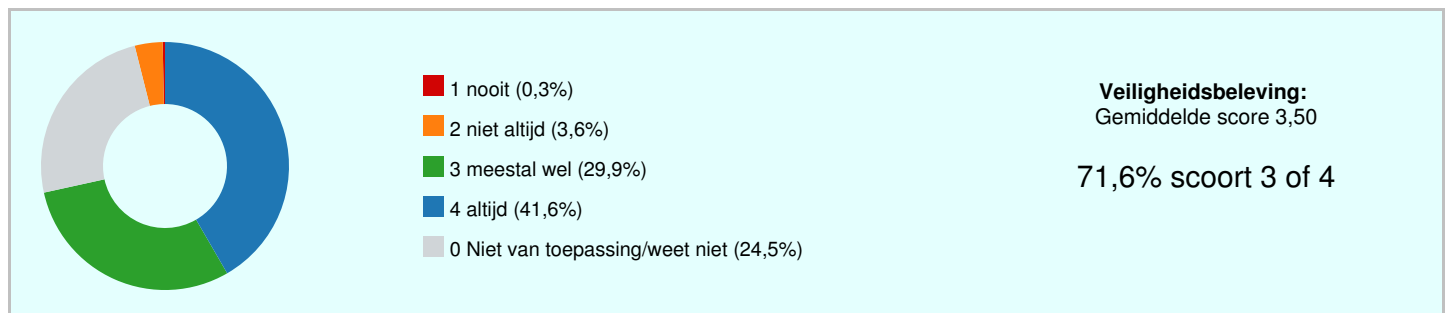 1 nooit (0,3%)
2 niet altijd (3,6%)
3 meestal wel (29,9%)
4 altijd (41,6%)
0 Niet van toepassing/weet niet (24,5%)
Veiligheidsbeleving:
Gemiddelde score 3,50
71,6% scoort 3 of 4